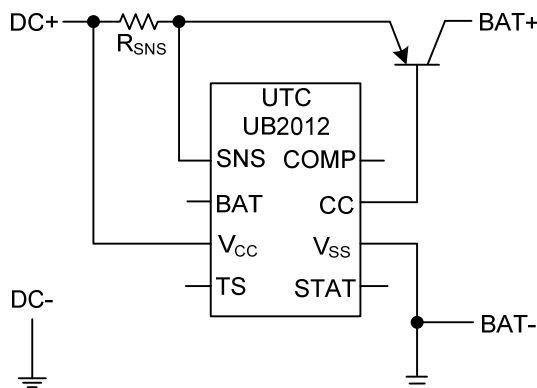 DC+
RSNS
BAT+
UTC
UB2012
SNS
COMP
BAT
CC
VCC
VSS
TS
STAT
DC-
BAT-